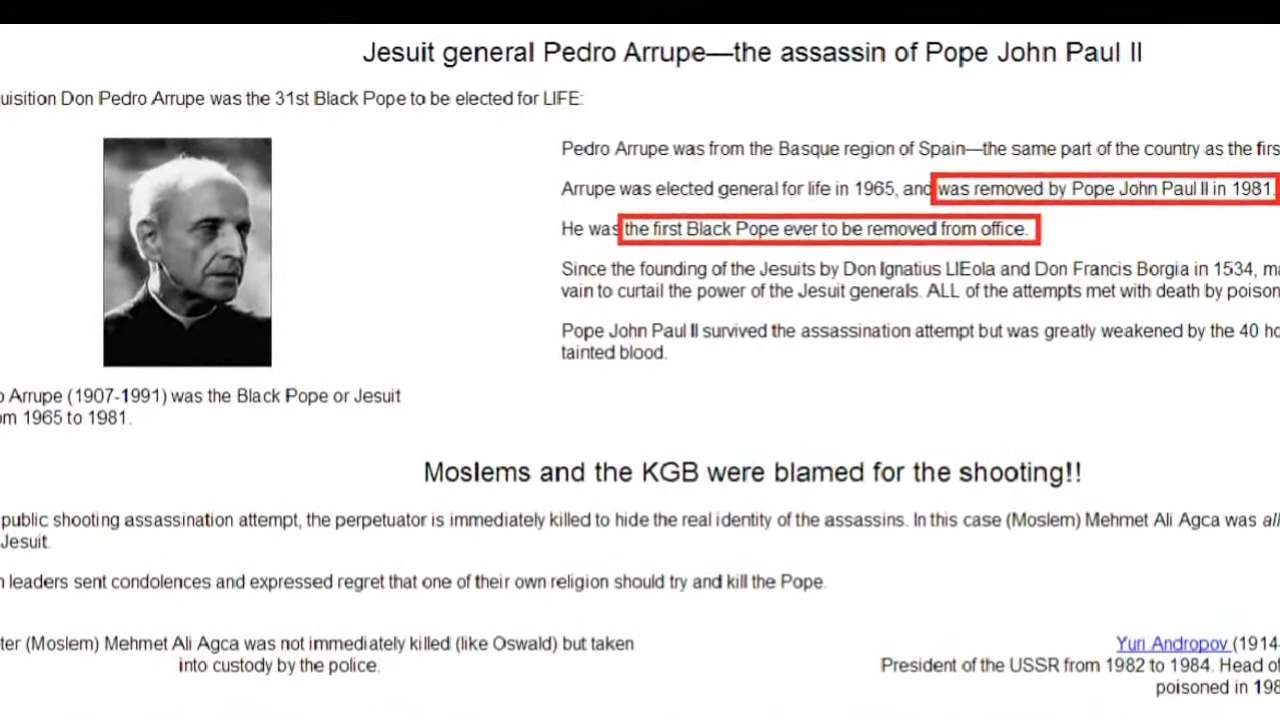 Jesuit general Pedro Arrupe—the assassin of Pope John Paul II
uisition Don Pedro Arrupe was the 31st Black Pope to be elected for LIFE:
Pedro Arrupe was from the Basque region of Spain—the same part of the country as the firs
Arrupe was elected general for life in 1965, and was removed by Pope John Paul II in 1981.
He was the first Black Pope ever to be removed from office.
Since the founding of the Jesuits by Don Ignatius LIEola and Don Francis Borgia in 1534, ma
vain to curtail the power of the Jesuit generals. ALL of the attempts met with death by poison
Pope John Paul II survived the assassination attempt but was greatly weakened by the 40 ho
tainted blood.
o Arrupe (1907-1991) was the Black Pope or Jesuit
om 1965 to 1981.
Moslems and the KGB were blamed for the shooting!!
public shooting assassination attempt, the perpetuator is immediately killed to hide the real identity of the assassins. In this case (Moslem) Mehmet Ali Agca was all
Jesuit.
n leaders sent condolences and expressed regret that one of their own religion should try and kill the Pope.
ter (Moslem) Mehmet Ali Agca was not immediately killed (like Oswald) but taken
into custody by the police.
Yuri Andropov (1914-
President of the USSR from 1982 to 1984. Head of
poisoned in 198